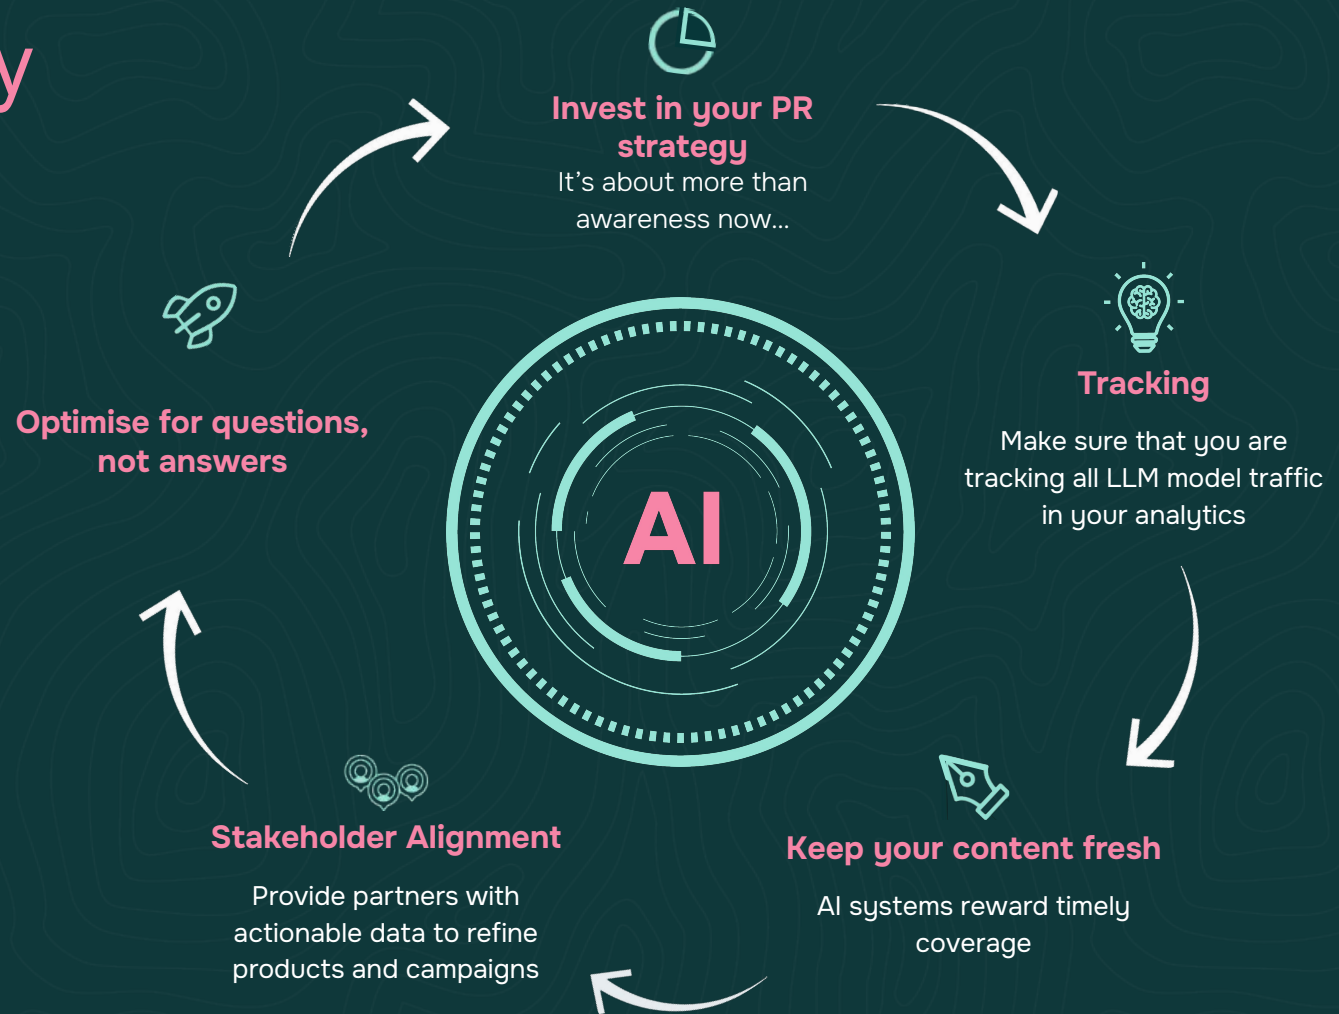 y
Invest in your PR
strategy
It's about more than
awareness now...
Tracking
Make sure that you are
tracking all LLM model traffic
in your analytics
Keep your content fresh
AI systems reward timely
coverage
Stakeholder Alignment
Provide partners with
actionable data to refine
products and campaigns
Optimise for questions,
not answers
AI